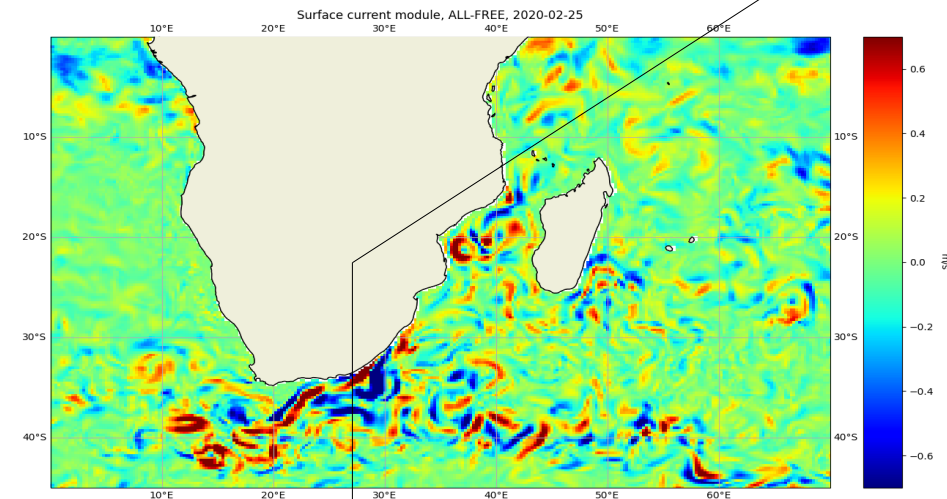 Surface current module, ALL-FREE, 2020-02-25
10°E 20°E 30°E 40°E 50°E 60°E
0.6
10°S 10°S
0.4
0.2
20°S 20°S
0.0
m/s
−0.2
30°S 30°S
−0.4
40°S 40°S
−0.6
10°E 20°E 30°E 40°E 50°E 60°E